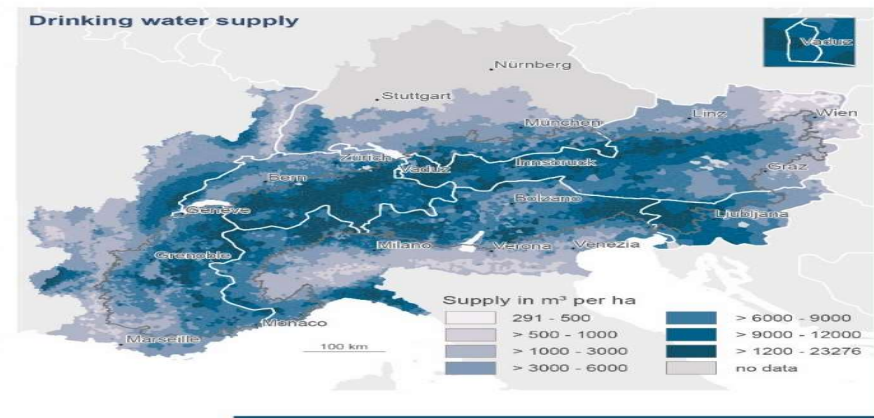 Drinking water supply
Vaduz
Nürnberg
Stuttgart
Linz
Wien
München
Zürich
Vaduz
Innsbruck
Bern
Graz
Bolzano
Genève
Ljubljana
Milano
Verona
Venezia
Grenoble
Supply in m³ per ha
291 - 500
> 500 - 1000
> 1000 - 3000
> 3000 - 6000
> 6000 - 9000
> 9000 - 12000
> 1200 - 23276
no data
Monaco
Marseille
100 km